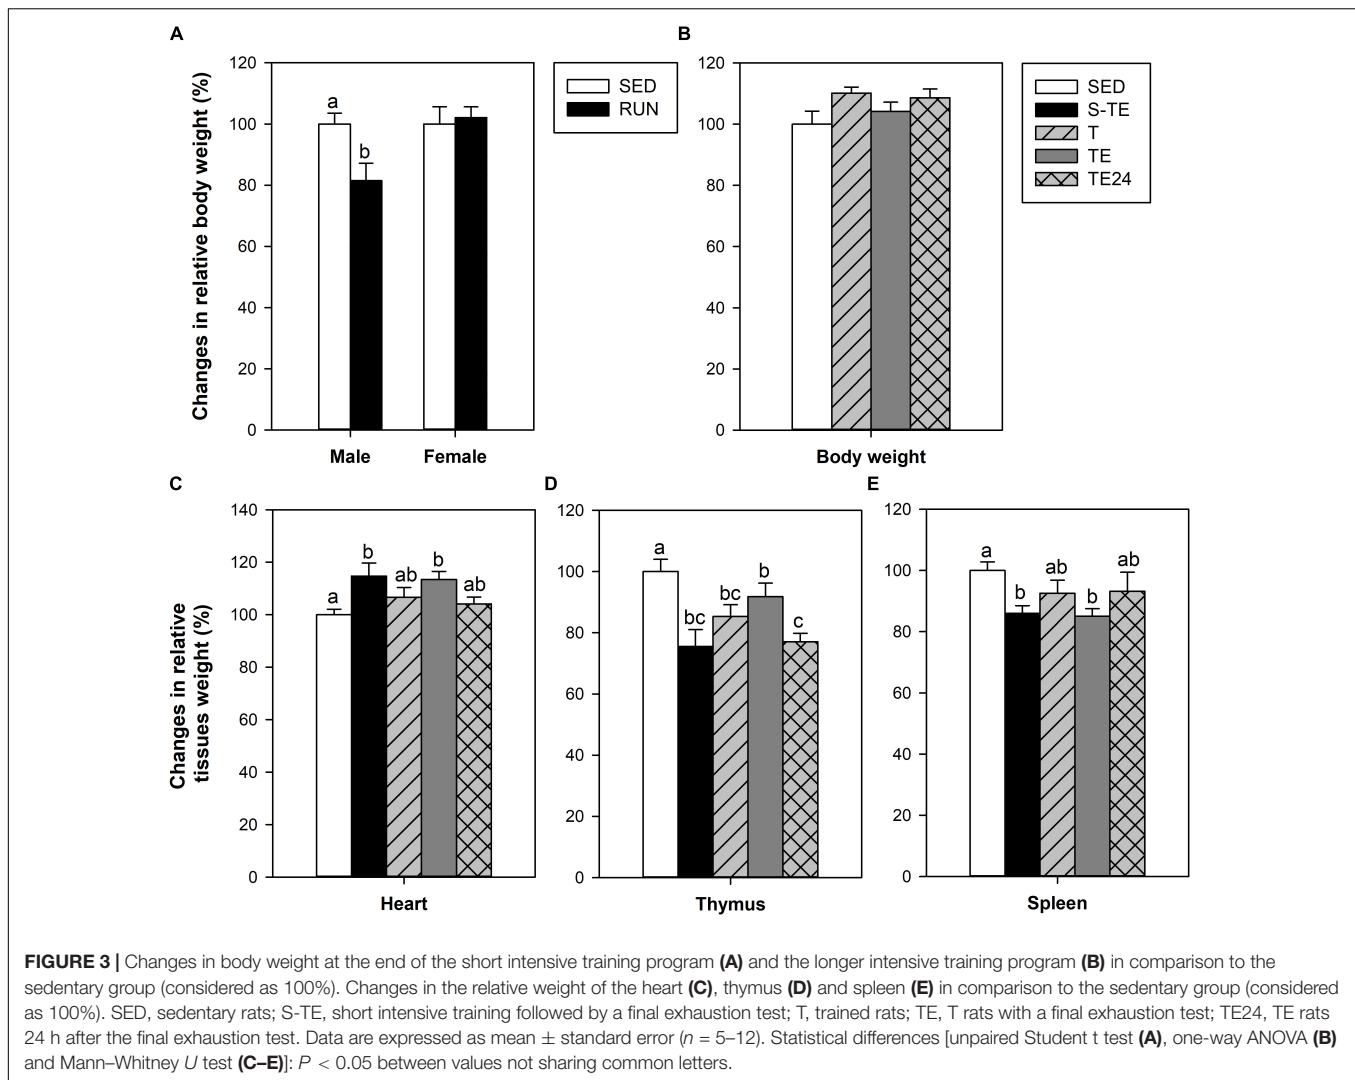 A
B
Changes in relative body weight (%)
120
100
80
60
40
20
0
a
b
Male Female
SED
RUN
120
100
80
60
40
20
0
Body weight
SED
S-TE
T
TE
TE24
C
D
E
Changes in relative
tissues weight (%)
140
120
100
80
60
40
20
0
a
b
ab
b
ab
Heart
120
100
80
60
40
20
0
a
bc
bc
b
c
Thymus
120
100
80
60
40
20
0
a
b
ab
b
ab
Spleen
FIGURE 3 | Changes in body weight at the end of the short intensive training program (A) and the longer intensive training program (B) in comparison to the
sedentary group (considered as 100%). Changes in the relative weight of the heart (C), thymus (D) and spleen (E) in comparison to the sedentary group (considered
as 100%). SED, sedentary rats; S-TE, short intensive training followed by a final exhaustion test; T, trained rats; TE, T rats with a final exhaustion test; TE24, TE rats
24 h after the final exhaustion test. Data are expressed as mean ± standard error (n = 5–12). Statistical differences [unpaired Student t test (A), one-way ANOVA (B)
and Mann–Whitney U test (C–E)]: P < 0.05 between values not sharing common letters.